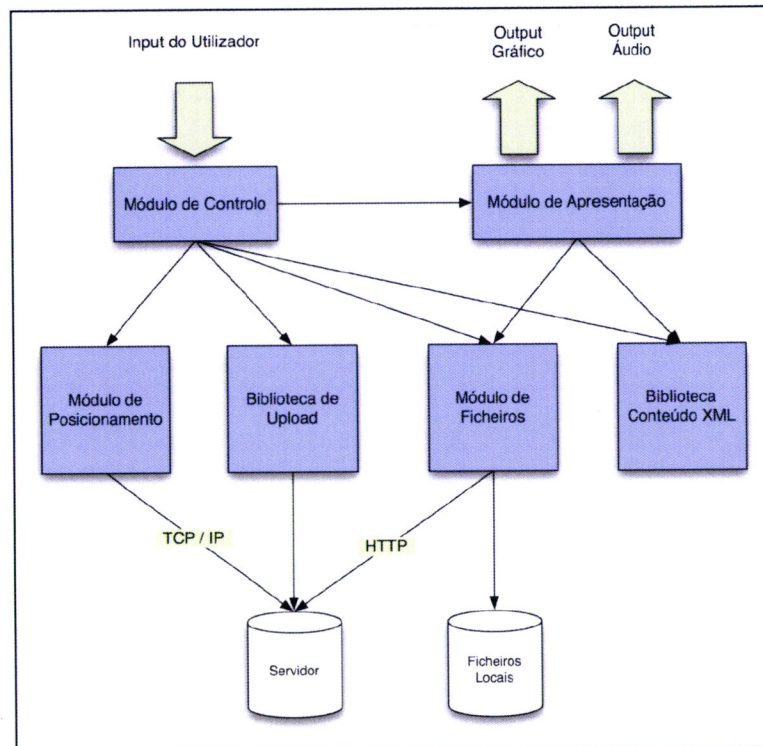 Input do Utilizador
Output
Gráfico
Output
Áudio
Módulo de Controlo
Módulo de Apresentação
Módulo de
Posicionamento
Biblioteca de
Upload
Módulo de
Ficheiros
Biblioteca
Conteúdo XML
TCP / IP
HTTP
Servidor
Ficheiros
Locais